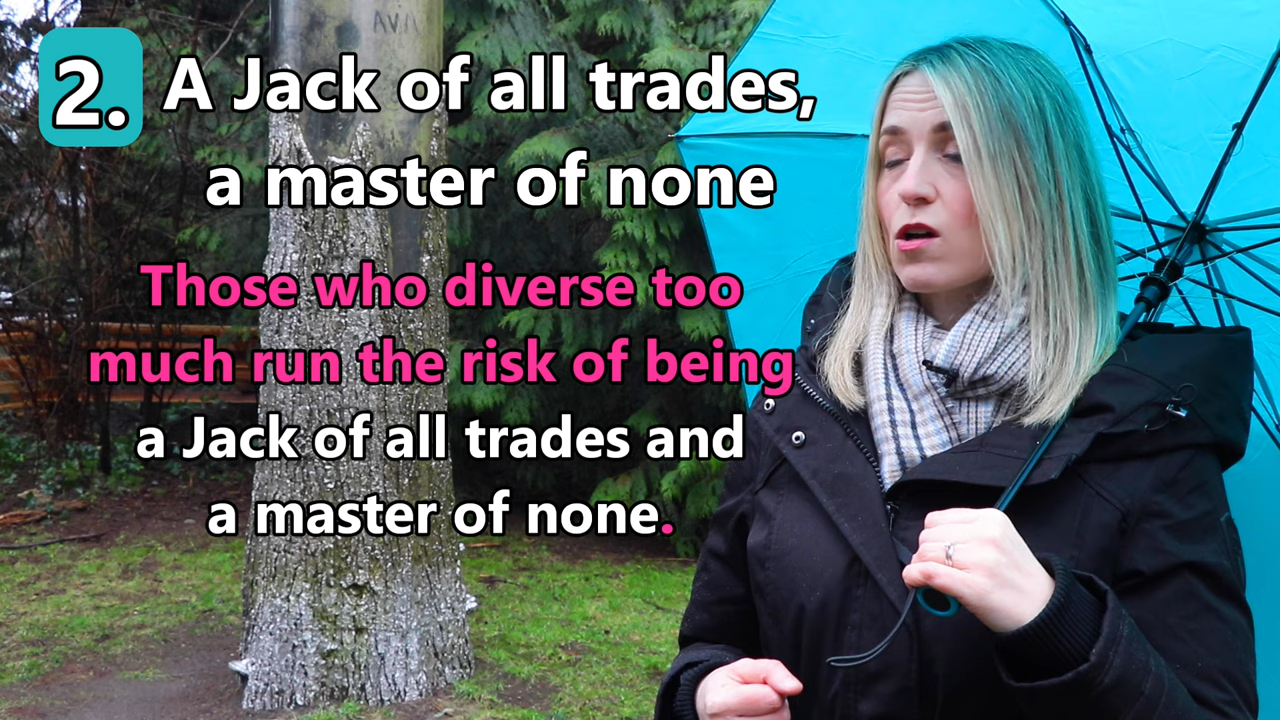 2. A Jack of all trades,
a master of none
Those who diverse too
much run the risk of being
a Jack of all trades and
a master of none.
AVA